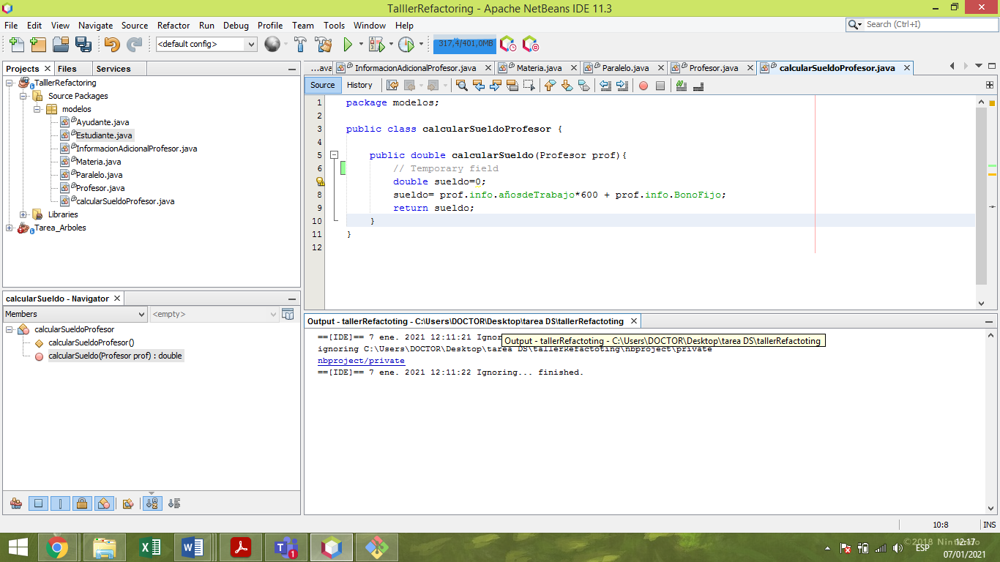 TalllerRefactoring - Apache NetBeans IDE 11.3
File Edit View Navigate Source Refactor Run Debug Profile Team Tools Window Help
Search (Ctrl+I)
<default config>
317,4/401,0MB
Projects Files Services
TalllerRefactoring
Source Packages
modelos
Ayudante.java
Estudiante.java
InformacionAdicionalProfesor.java
Materia.java
Paralelo.java
Profesor.java
calcularSueldoProfesor.java
Libraries
Tarea_Arboles
...ava InformacionAdicionalProfesor.java Materia.java Paralelo.java Profesor.java calcularSueldoProfesor.java
Source History
1 package modelos;
2
3 public class calcularSueldoProfesor {
4
5 public double calcularSueldo(Profesor prof){
6 // Temporary field
double sueldo=0;
8 sueldo= prof.info.añosdeTrabajo*600 + prof.info.BonoFijo;
9 return sueldo;
10 }
11 }
12
calcularSueldo - Navigator
Members <empty>
calcularSueldoProfesor
calcularSueldoProfesor()
calcularSueldo(Profesor prof) : double
Output - tallerRefactoting - C:\Users\DOCTOR\Desktop\tarea DS\tallerRefactoting
==[IDE]== 7 ene. 2021 12:11:21 Ignor
Output - tallerRefactoting - C:\Users\DOCTOR\Desktop\tarea DS\tallerRefactoting
ignoring C:\Users\DOCTOR\Desktop\tarea DS\tallerRefactoting\nbproject\private
nbproject/private
==[IDE]== 7 ene. 2021 12:11:22 Ignoring... finished.
10:8 INS
©2018 Nintendo
ESP
12:17
07/01/2021